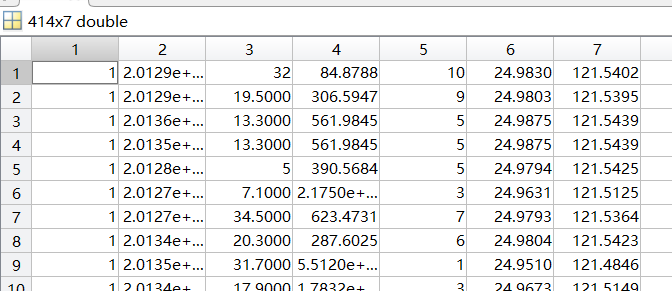 414x7 double
1 2 3 4 5 6 7
1 1 2.0129e+... 32 84.8788 10 24.9830 121.5402
2 1 2.0129e+... 19.5000 306.5947 9 24.9803 121.5395
3 1 2.0136e+... 13.3000 561.9845 5 24.9875 121.5439
4 1 2.0135e+... 13.3000 561.9845 5 24.9875 121.5439
5 1 2.0128e+... 5 390.5684 5 24.9794 121.5425
6 1 2.0127e+... 7.1000 2.1750e+... 3 24.9631 121.5125
7 1 2.0127e+... 34.5000 623.4731 7 24.9793 121.5364
8 1 2.0134e+... 20.3000 287.6025 6 24.9804 121.5423
9 1 2.0135e+... 31.7000 5.5120e+... 1 24.9510 121.4846
10 1 2.0134e+... 17.9000 1.7832e+... 3 24.9673 121.5149